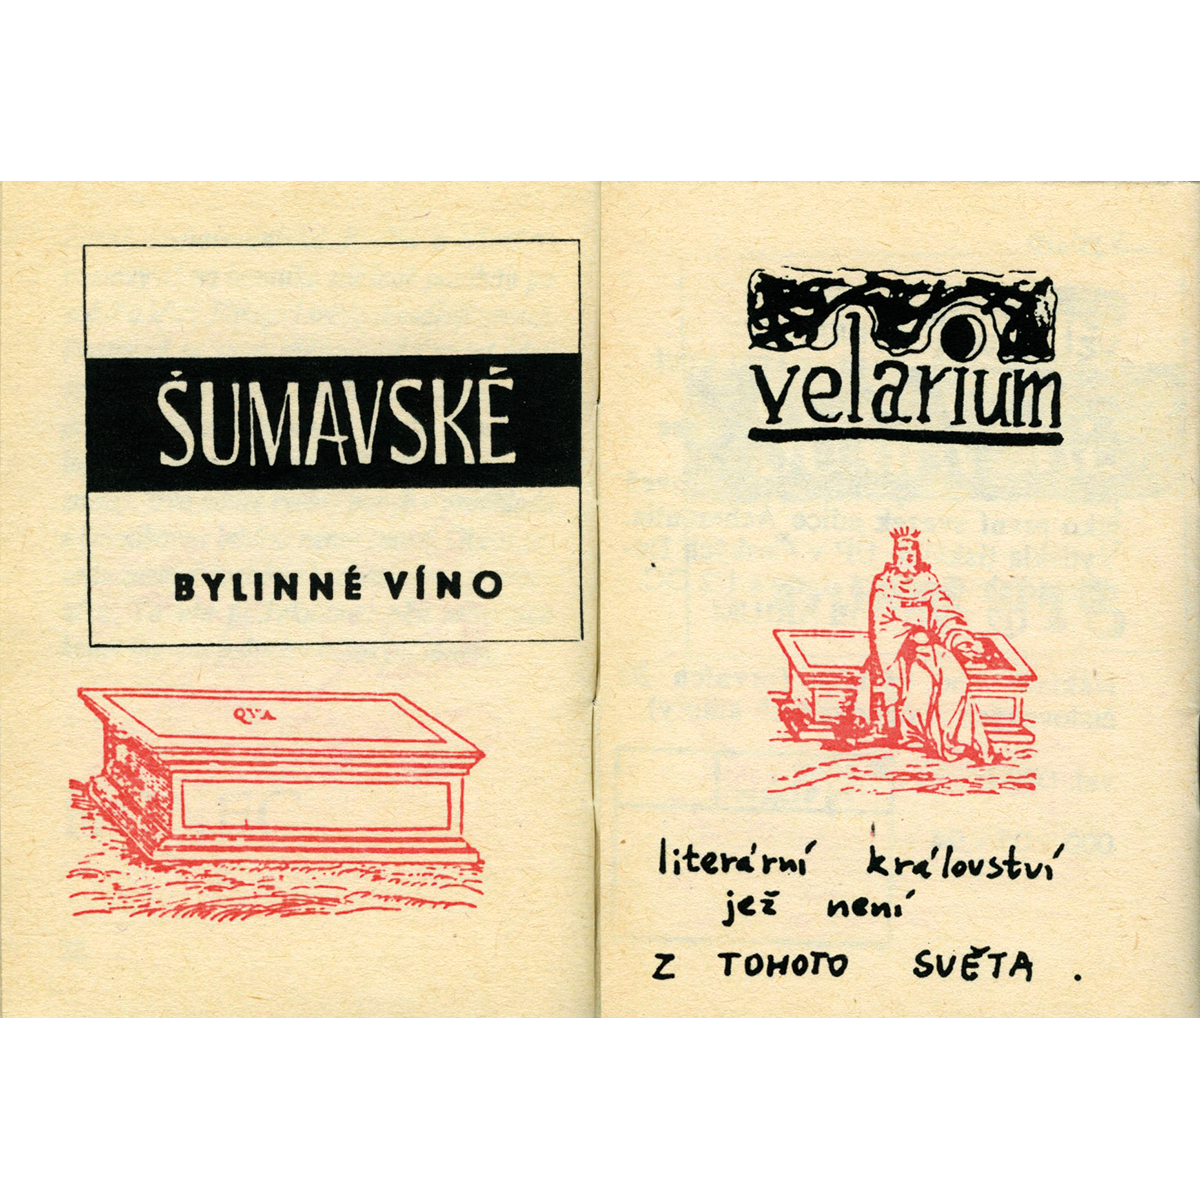 ŠUMAVSKÉ
BYLINNÉ VÍNO
QVA
velarium
literární království
jež není
Z TOHOTO SVĚTA .